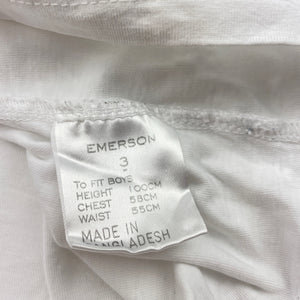 EMERSON
3
TO FIT BOYS
HEIGHT 100CM
CHEST 58CM
WAIST 55CM
MADE IN
BANGLADESH